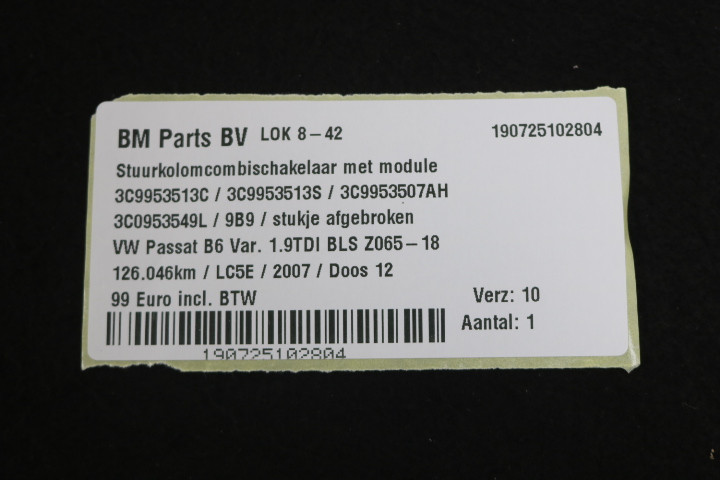 BM Parts BV LOK 8-42 190725102804
Stuurkolomcombischakelaar met module
3C9953513C / 3C9953513S / 3C9953507AH
3C0953549L / 9B9 / stukje afgebroken
VW Passat B6 Var. 1.9TDI BLS Z065-18
126.046km / LC5E / 2007 / Doos 12
99 Euro incl. BTW Verz: 10
Aantal: 1
190725102804